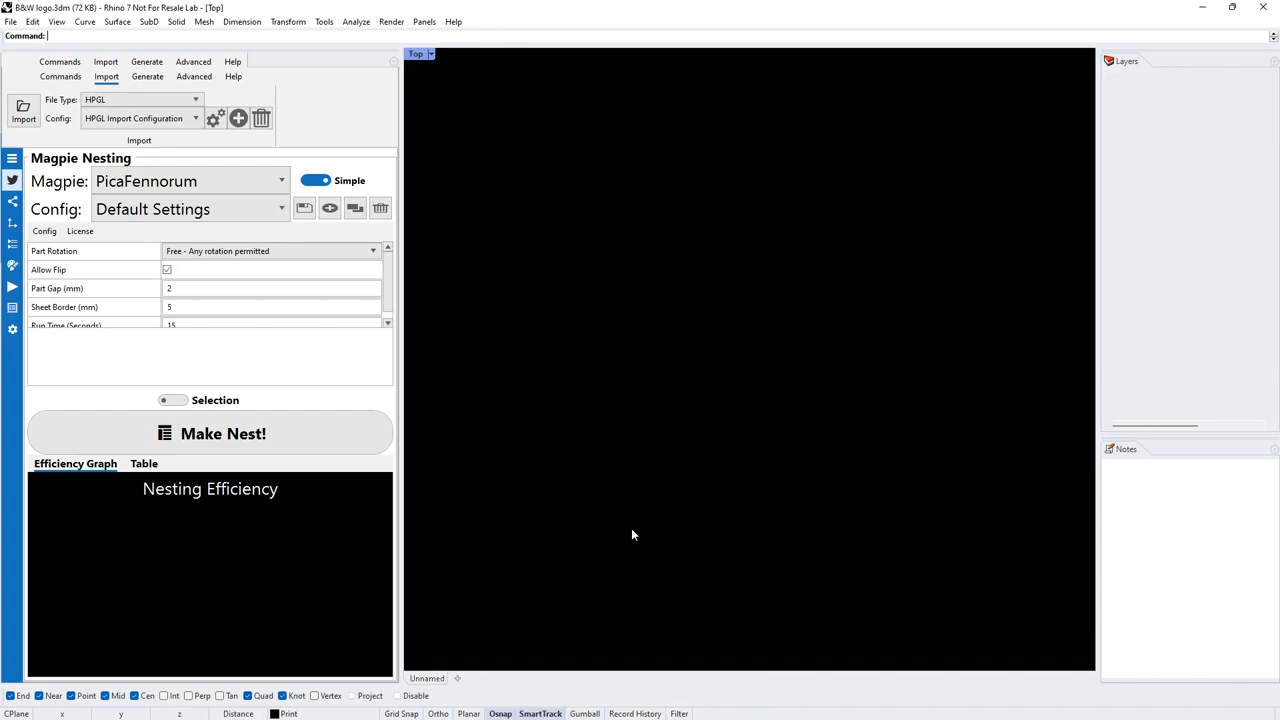 B&W logo.3dm (72 KB) - Rhino 7 Not For Resale Lab - [Top]
File Edit View Curve Surface SubD Solid Mesh Dimension Transform Tools Analyze Render Panels Help
Command:
Commands Import Generate Advanced Help
Commands Import Generate Advanced Help
Import
File Type: HPGL
Config: HPGL Import Configuration
Import
Magpie Nesting
Magpie: PicaFennorum Simple
Config: Default Settings
Config License
Part Rotation Free - Any rotation permitted
Allow Flip
Part Gap (mm) 2
Sheet Border (mm) 5
Run Time (Seconds) 15
Selection
Make Nest!
Efficiency Graph Table
Nesting Efficiency
Top
Unnamed
Layers
Notes
End Near Point Mid Cen Int Perp Tan Quad Knot Vertex Project Disable
CPlane x y z Distance Print Grid Snap Ortho Planar Osnap SmartTrack Gumball Record History Filter